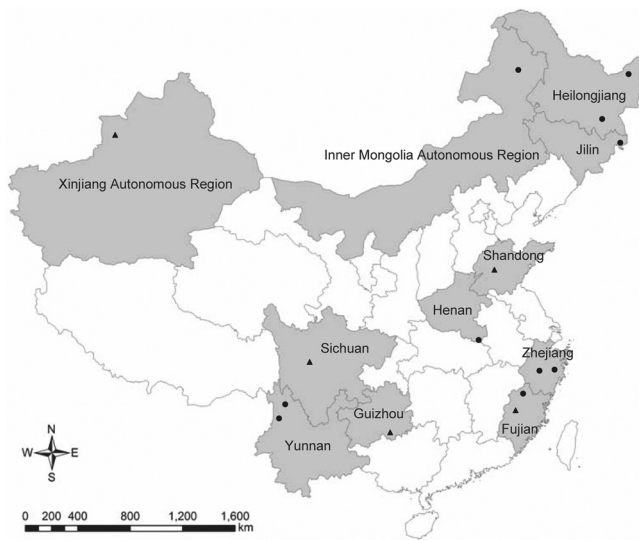 Heilongjiang
Jilin
Inner Mongolia Autonomous Region
Xinjiang Autonomous Region
Shandong
Henan
Zhejiang
Sichuan
Guizhou
Fujian
Yunnan
N
W E
S
0 200 400 800 1,200 1,600
km